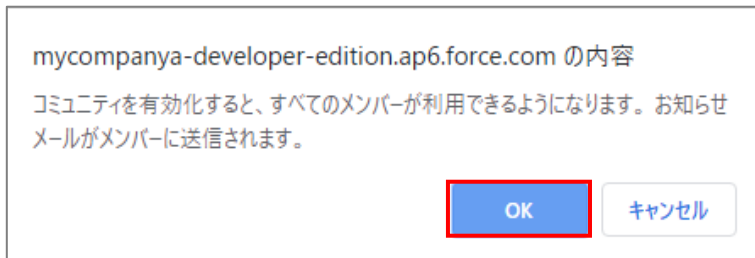 mycompanya-developer-edition.ap6.force.com の内容
コミュニティを有効化すると、すべてのメンバーが利用できるようになります。お知らせ
メールがメンバーに送信されます。
OK
キャンセル